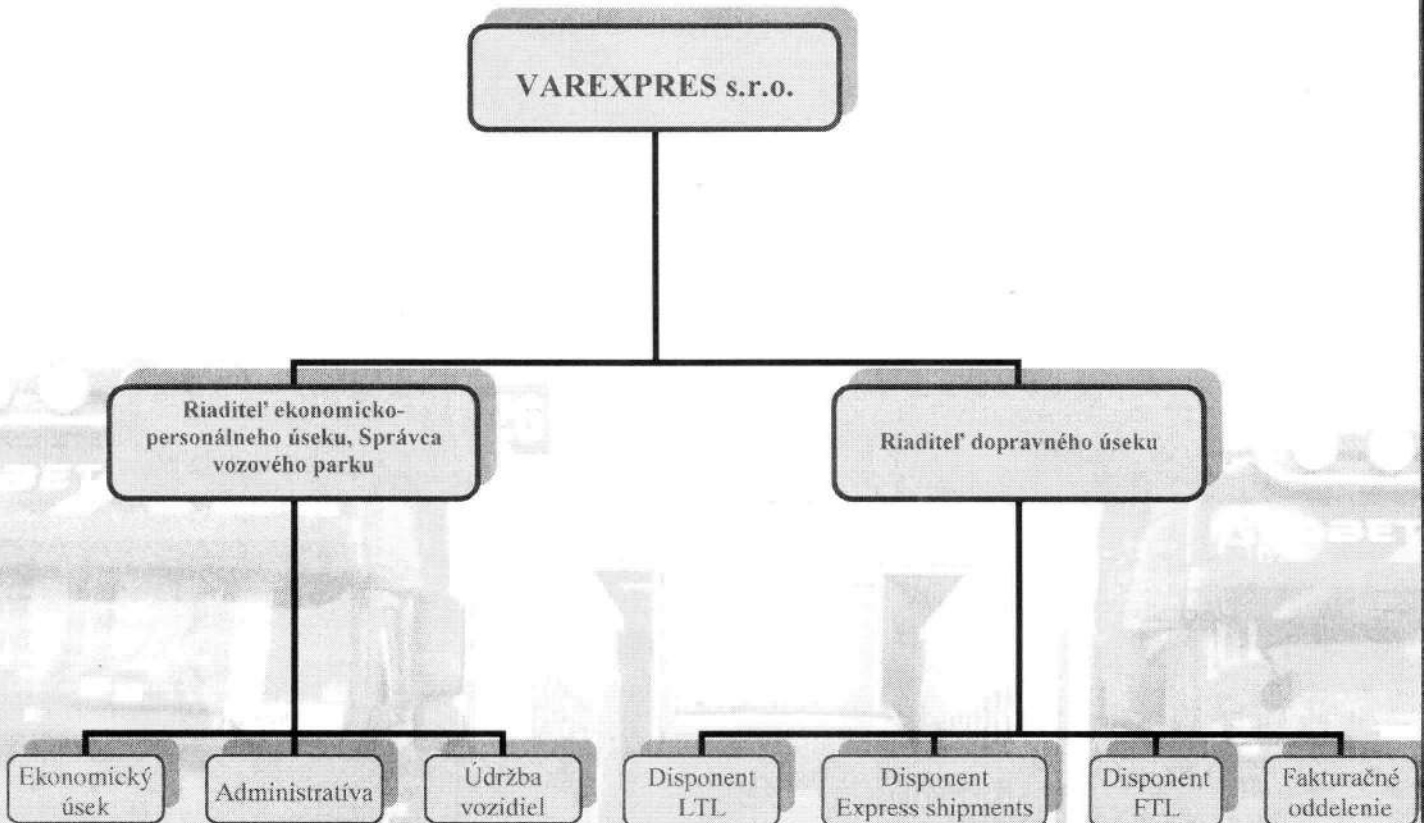 VAREXPRES s.r.o.
Riaditeľ ekonomicko-
personálneho úseku, Správca
vozového parku
Riaditeľ dopravného úseku
Ekonomický
úsek
Administratíva
Údržba
vozidiel
Disponent
LTL
Disponent
Express shipments
Disponent
FTL
Fakturačné
oddelenie